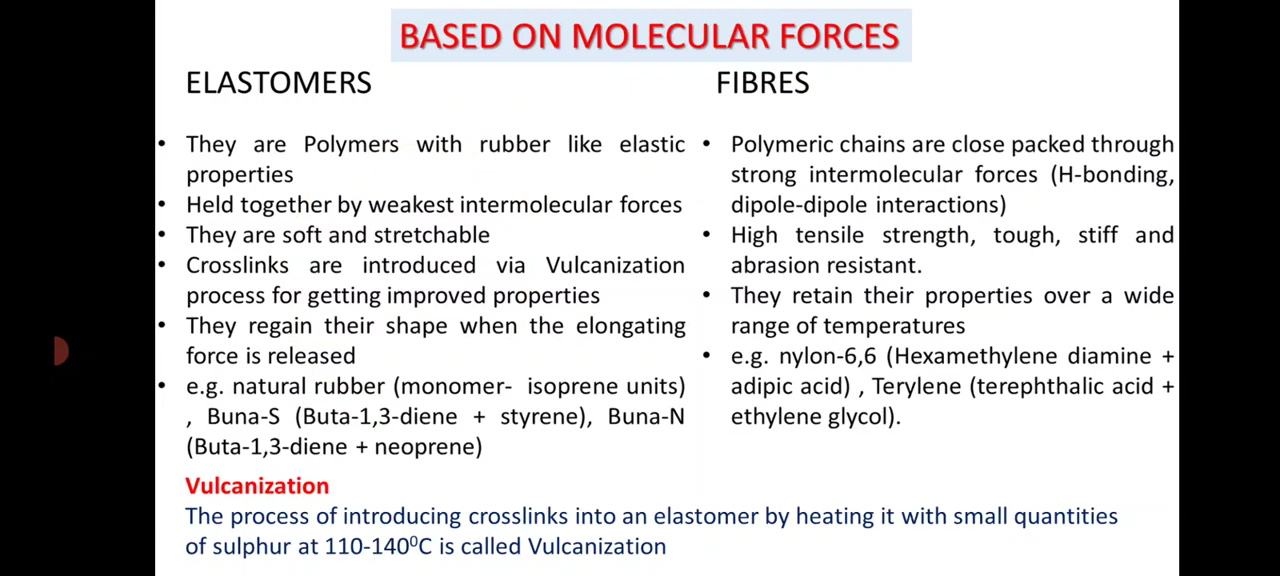 BASED ON MOLECULAR FORCES
ELASTOMERS
They are Polymers with rubber like elastic
properties
Held together by weakest intermolecular forces
They are soft and stretchable
Crosslinks are introduced via Vulcanization
process for getting improved properties
They regain their shape when the elongating
force is released
e.g. natural rubber (monomer- isoprene units)
, Buna-S (Buta-1,3-diene + styrene), Buna-N
(Buta-1,3-diene + neoprene)
FIBRES
Polymeric chains are close packed through
strong intermolecular forces (H-bonding,
dipole-dipole interactions)
High tensile strength, tough, stiff and
abrasion resistant.
They retain their properties over a wide
range of temperatures
e.g. nylon-6,6 (Hexamethylene diamine +
adipic acid) , Terylene (terephthalic acid +
ethylene glycol).
Vulcanization
The process of introducing crosslinks into an elastomer by heating it with small quantities
of sulphur at 110-140⁰C is called Vulcanization